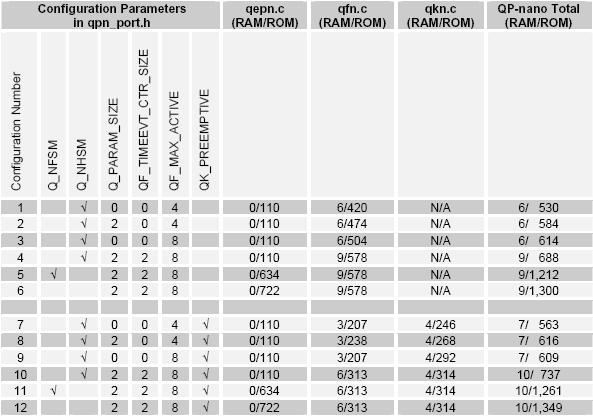 Configuration Parameters qepn.c qfn.c qkn.c QP-nano Total
in qpn_port.h (RAM/ROM) (RAM/ROM) (RAM/ROM) (RAM/ROM)
Configuration Number
Q_NFSM
Q_NHSM
Q_PARAM_SIZE
QF_TIMEEVT_CTR_SIZE
QF_MAX_ACTIVE
QK_PREEMPTIVE
1 √ 0 0 4 0/110 6/420 N/A 6/ 530
2 √ 2 0 4 0/110 6/474 N/A 6/ 584
3 √ 0 0 8 0/110 6/504 N/A 6/ 614
4 √ 2 2 8 0/110 9/578 N/A 9/ 688
5 √ 2 2 8 0/634 9/578 N/A 9/1,212
6 2 2 8 0/722 9/578 N/A 9/1,300
7 √ 0 0 4 √ 0/110 3/207 4/246 7/ 563
8 √ 2 0 4 √ 0/110 3/238 4/268 7/ 616
9 √ 0 0 8 √ 0/110 3/207 4/292 7/ 609
10 √ 2 2 8 √ 0/110 6/313 4/314 10/ 737
11 √ 2 2 8 √ 0/634 6/313 4/314 10/1,261
12 2 2 8 √ 0/722 6/313 4/314 10/1,349